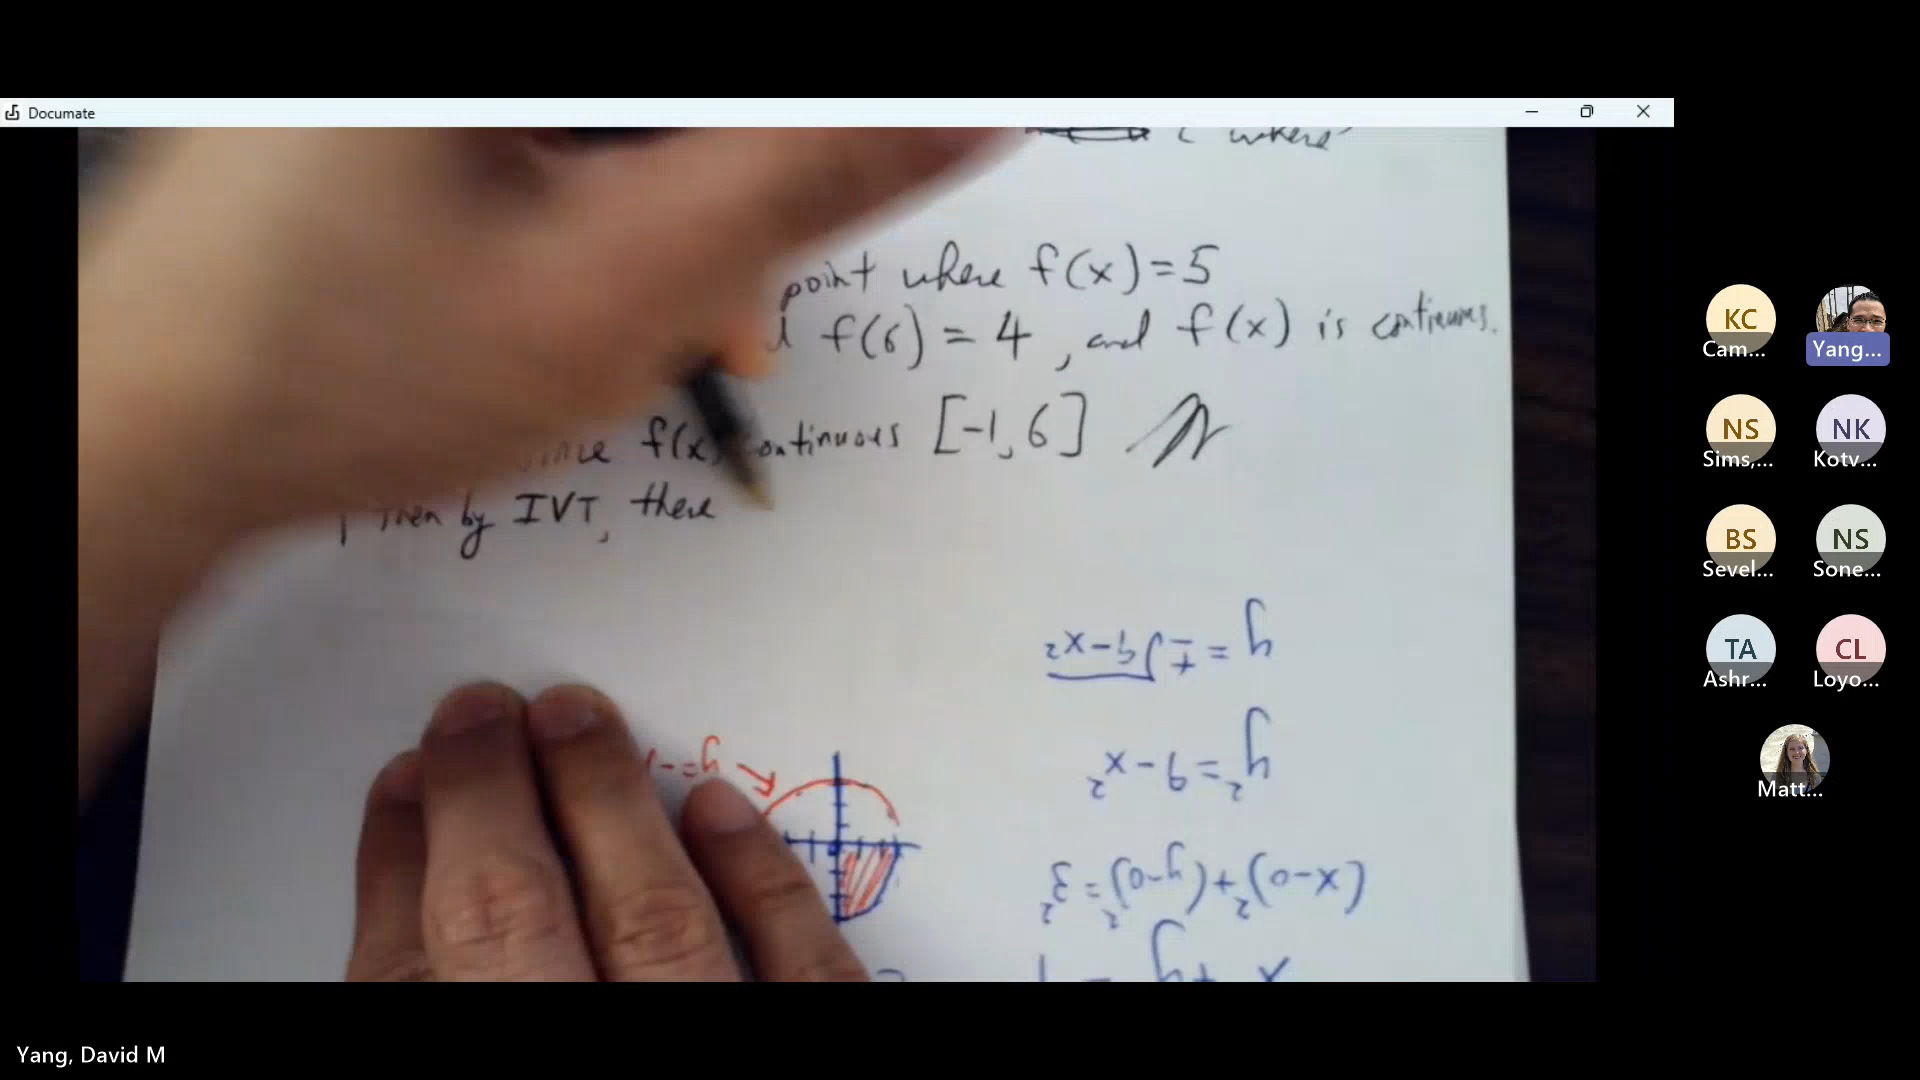 Documate
where
point where f(x)=5
f(6) = 4, and f(x) is continuous.
since f(x) continuous [-1, 6]
Then by IVT, there
y = ±√9-x²
y² = 9-x²
y=-
(x-0)²+(y-0)²=3²
KC
Cam...
Yang...
NS
Sims,...
NK
Kotv...
BS
Sevel...
NS
Sone...
TA
Ashr...
CL
Loyo...
Matt...
Yang, David M